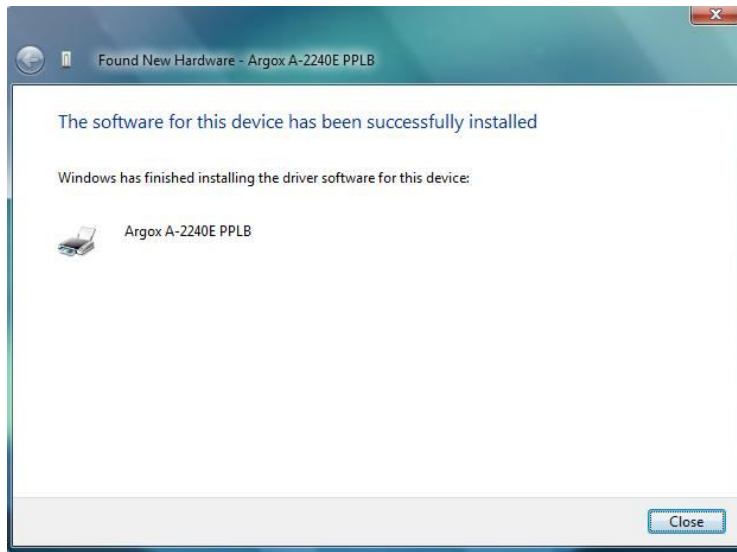 Found New Hardware - Argox A-2240E PPLB
The software for this device has been successfully installed
Windows has finished installing the driver software for this device:
Argox A-2240E PPLB
Close